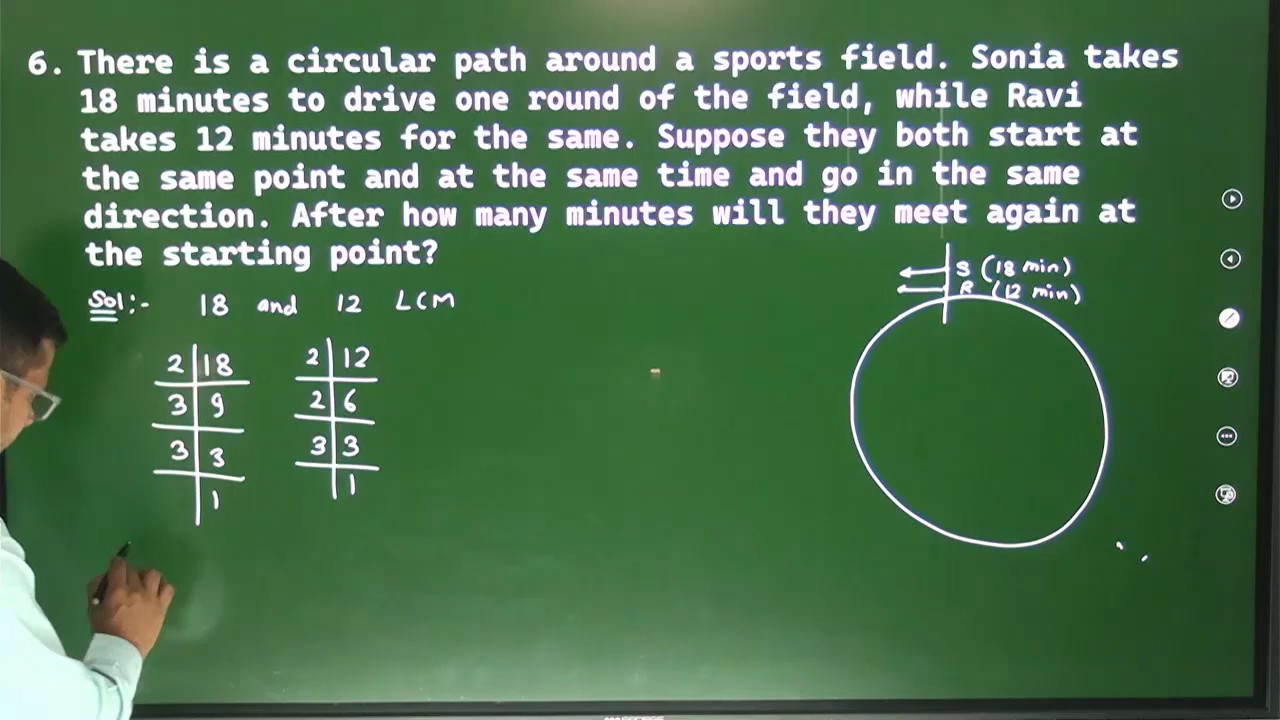 6. There is a circular path around a sports field. Sonia takes
18 minutes to drive one round of the field, while Ravi
takes 12 minutes for the same. Suppose they both start at
the same point and at the same time and go in the same
direction. After how many minutes will they meet again at
the starting point?
S (18 min)
R (12 min)
Sol:- 18 and 12 LCM
2 18
3 9
3 3
1
2 12
2 6
3 3
1